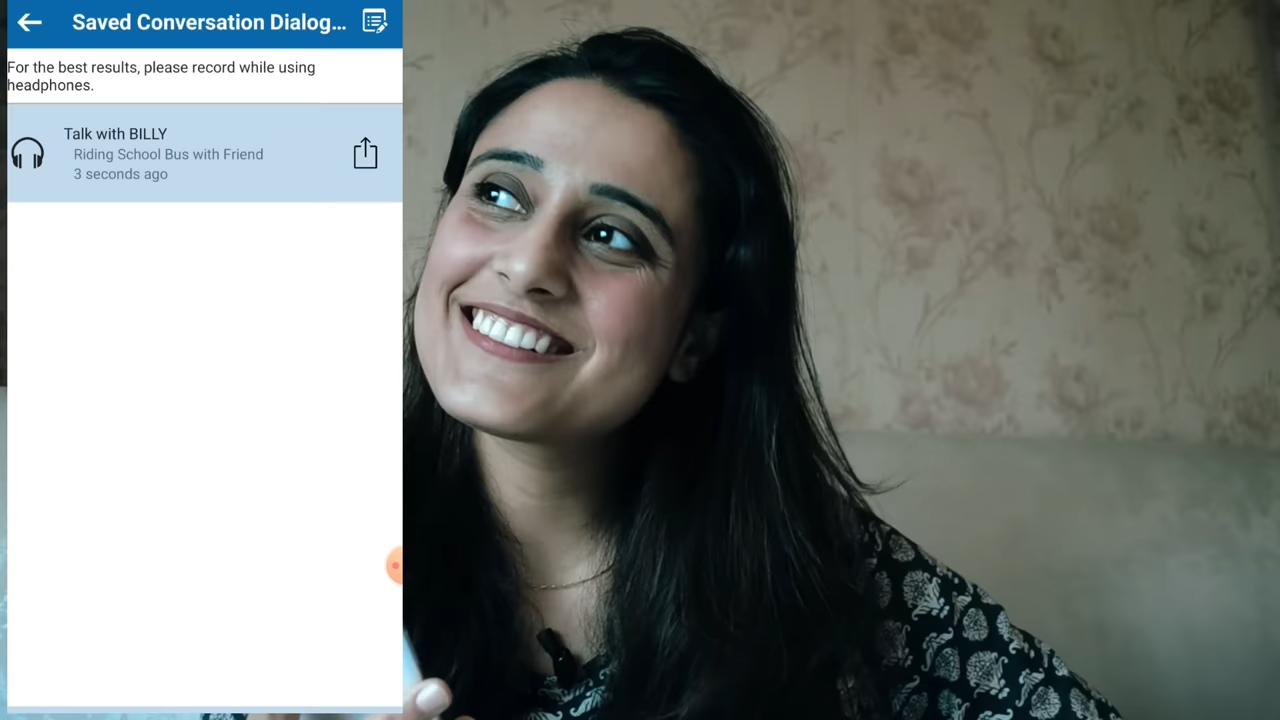 Saved Conversation Dialog...
For the best results, please record while using
headphones.
Talk with BILLY
Riding School Bus with Friend
3 seconds ago